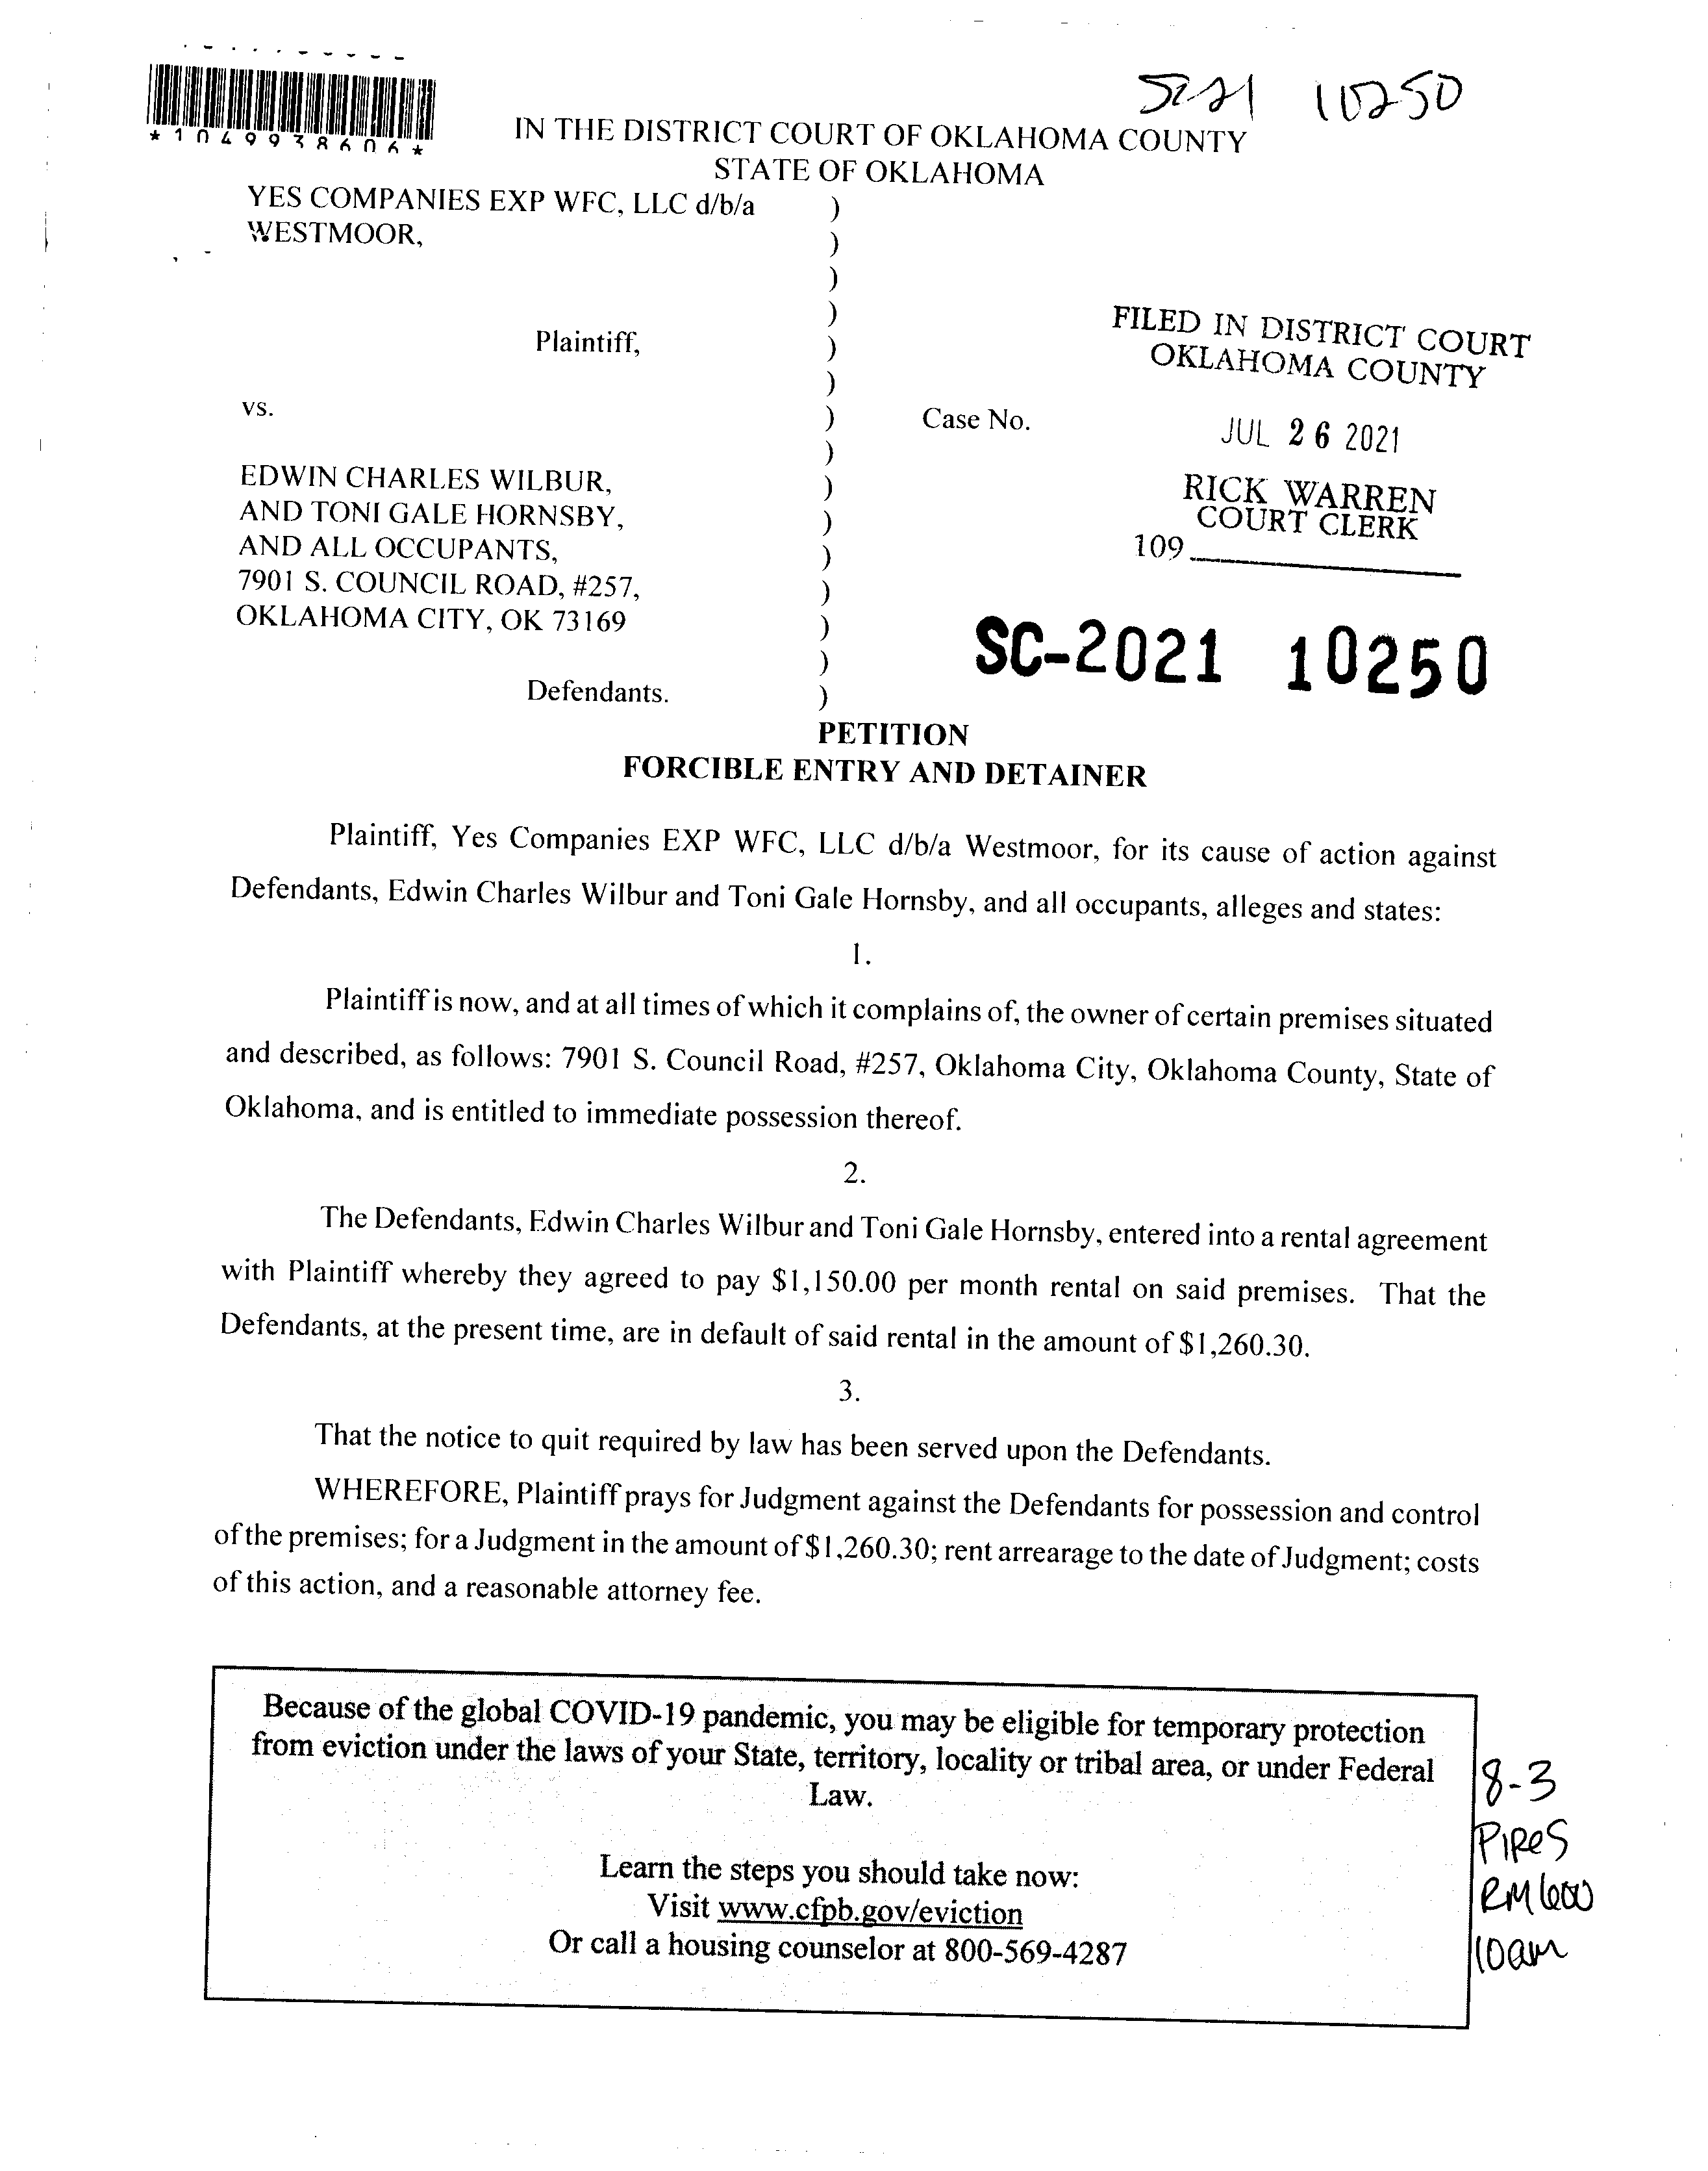 SC21 10250
*1049938606*
IN THE DISTRICT COURT OF OKLAHOMA COUNTY
STATE OF OKLAHOMA
YES COMPANIES EXP WFC, LLC d/b/a )
WESTMOOR, )
)
)
Plaintiff, )
)
vs. )
)
EDWIN CHARLES WILBUR, )
AND TONI GALE HORNSBY, )
AND ALL OCCUPANTS, )
7901 S. COUNCIL ROAD, #257, )
OKLAHOMA CITY, OK 73169 )
)
Defendants. )
FILED IN DISTRICT COURT
OKLAHOMA COUNTY
Case No.
JUL 26 2021
RICK WARREN
COURT CLERK
109
SC-2021 10250
PETITION
FORCIBLE ENTRY AND DETAINER
Plaintiff, Yes Companies EXP WFC, LLC d/b/a Westmoor, for its cause of action against
Defendants, Edwin Charles Wilbur and Toni Gale Hornsby, and all occupants, alleges and states:
1.
Plaintiff is now, and at all times of which it complains of, the owner of certain premises situated
and described, as follows: 7901 S. Council Road, #257, Oklahoma City, Oklahoma County, State of
Oklahoma, and is entitled to immediate possession thereof.
2.
The Defendants, Edwin Charles Wilbur and Toni Gale Hornsby, entered into a rental agreement
with Plaintiff whereby they agreed to pay $1,150.00 per month rental on said premises. That the
Defendants, at the present time, are in default of said rental in the amount of $1,260.30.
3.
That the notice to quit required by law has been served upon the Defendants.
WHEREFORE, Plaintiff prays for Judgment against the Defendants for possession and control
of the premises; for a Judgment in the amount of $1,260.30; rent arrearage to the date of Judgment; costs
of this action, and a reasonable attorney fee.
Because of the global COVID-19 pandemic, you may be eligible for temporary protection
from eviction under the laws of your State, territory, locality or tribal area, or under Federal
Law.
Learn the steps you should take now:
Visit www.cfpb.gov/eviction
Or call a housing counselor at 800-569-4287
8-3
PIRES
RM 600
10am